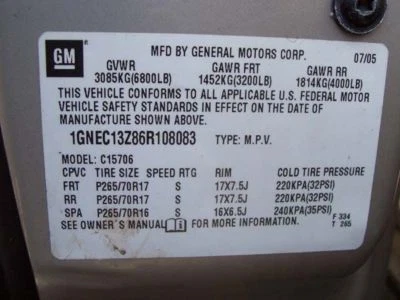 GM
MFD BY GENERAL MOTORS CORP. 07/05
GVWR GAWR FRT GAWR RR
3085KG(6800LB) 1452KG(3200LB) 1814KG(4000LB)
THIS VEHICLE CONFORMS TO ALL APPLICABLE U.S. FEDERAL MOTOR
VEHICLE SAFETY STANDARDS IN EFFECT ON THE DATE OF
MANUFACTURE SHOWN ABOVE.
1GNEC13Z86R108083 TYPE: M.P.V.
MODEL: C15706
CPVC TIRE SIZE SPEED RTG RIM COLD TIRE PRESSURE
FRT P265/70R17 S 17X7.5J 220KPA(32PSI)
RR P265/70R17 S 17X7.5J 220KPA(32PSI)
SPA P265/70R16 S 16X6.5J 240KPA(35PSI)
SEE OWNER'S MANUAL FOR MORE INFORMATION. F 334
T 265